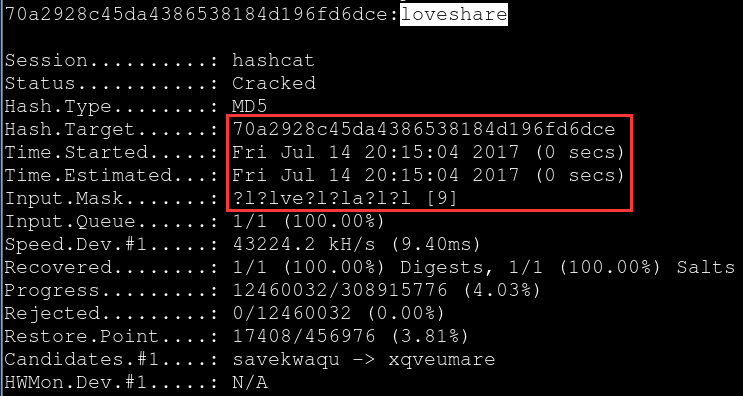 70a2928c45da4386538184d196fd6dce:loveshare
Session..........: hashcat
Status...........: Cracked
Hash.Type........: MD5
Hash.Target......: 70a2928c45da4386538184d196fd6dce
Time.Started.....: Fri Jul 14 20:15:04 2017 (0 secs)
Time.Estimated...: Fri Jul 14 20:15:04 2017 (0 secs)
Input.Mask.......: ?l?lve?l?la?l?l [9]
Input.Queue......: 1/1 (100.00%)
Speed.Dev.#1.....: 43224.2 kH/s (9.40ms)
Recovered........: 1/1 (100.00%) Digests, 1/1 (100.00%) Salts
Progress.........: 12460032/308915776 (4.03%)
Rejected.........: 0/12460032 (0.00%)
Restore.Point....: 17408/456976 (3.81%)
Candidates.#1....: savekwaqu -> xqveumare
HWMon.Dev.#1.....: N/A